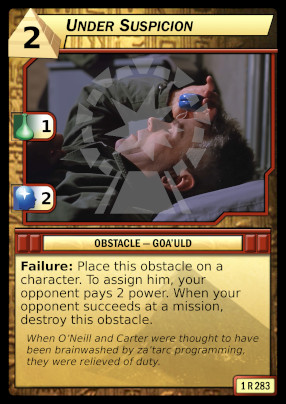 2
UNDER SUSPICION
1
2
OBSTACLE — GOA'ULD
Failure: Place this obstacle on a
character. To assign him, your
opponent pays 2 power. When your
opponent succeeds at a mission,
destroy this obstacle.
When O'Neill and Carter were thought to have
been brainwashed by za'tarc programming,
they were relieved of duty.
1 R 283